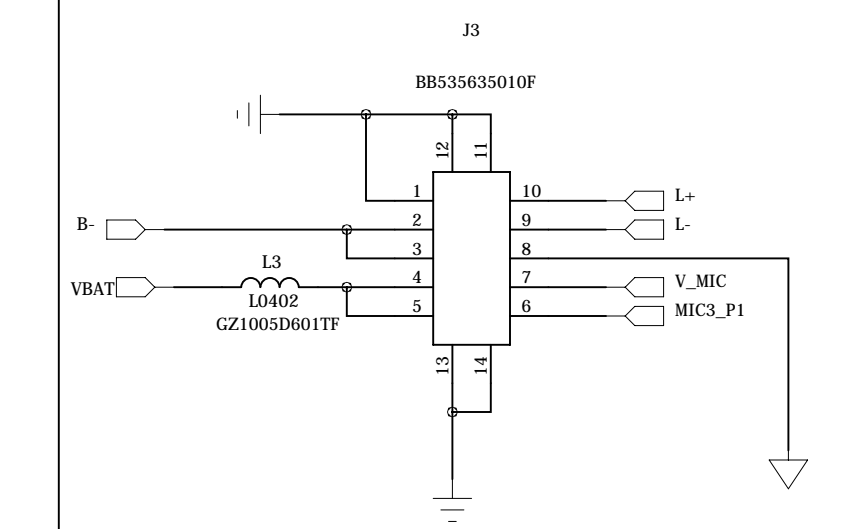 J3
BB535635010F
12
11
1
10
L+
B-
2
9
L-
3
8
L3
VBAT
4
7
V_MIC
L0402
5
6
MIC3_P1
GZ1005D601TF
13
14